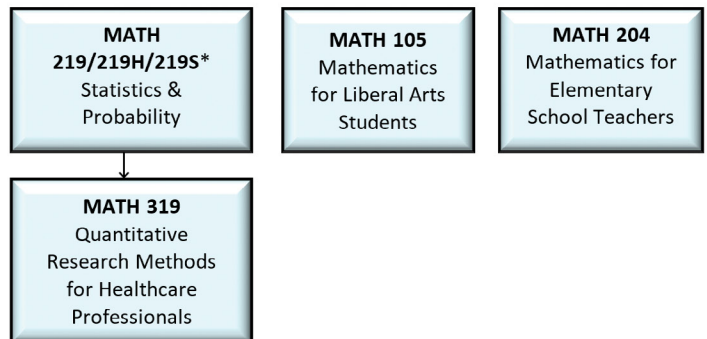 MATH
219/219H/219S*
Statistics &
Probability
MATH 105
Mathematics
for Liberal Arts
Students
MATH 204
Mathematics for
Elementary
School Teachers
MATH 319
Quantitative
Research Methods
for Healthcare
Professionals